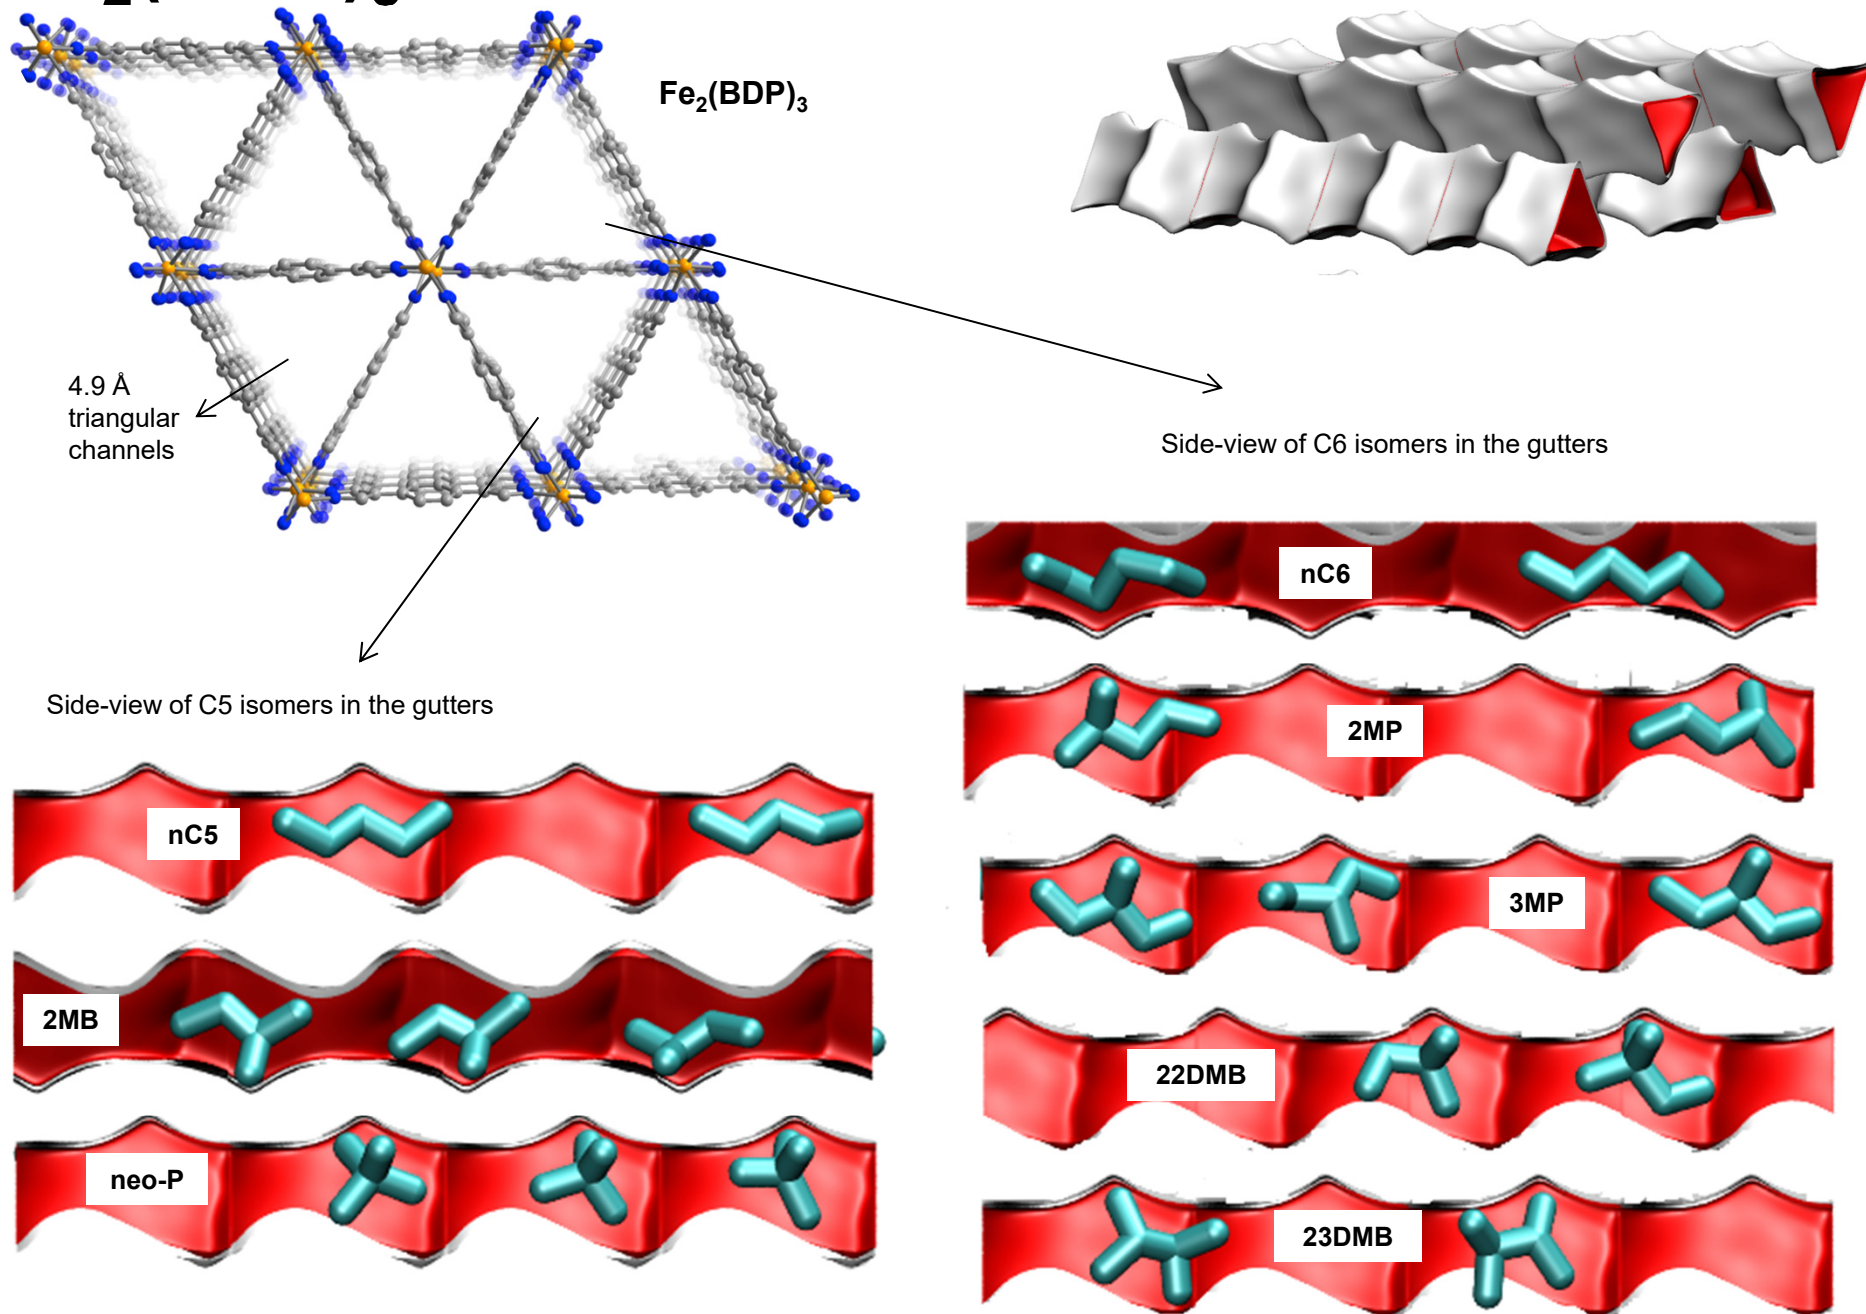 Fe2(BDP)3
4.9 Å
triangular
channels
Side-view of C6 isomers in the gutters
nC6
2MP
3MP
22DMB
23DMB
Side-view of C5 isomers in the gutters
nC5
2MB
neo-P